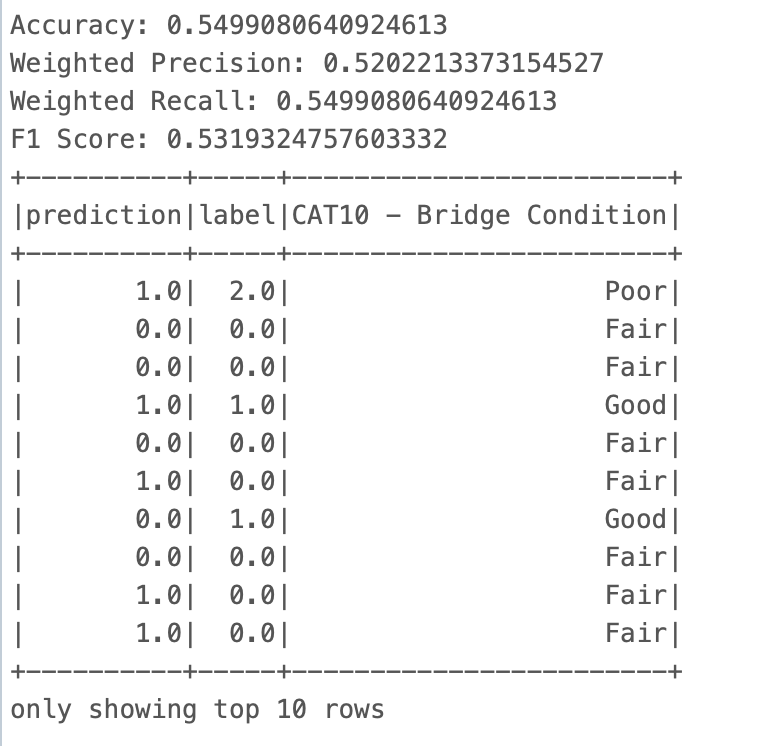 Accuracy: 0.5499080640924613
Weighted Precision: 0.5202213373154527
Weighted Recall: 0.5499080640924613
F1 Score: 0.5319324757603332
+----------+-----+------------------------+
|prediction|label|CAT10 - Bridge Condition|
+----------+-----+------------------------+
|       1.0|  2.0|                    Poor|
|       0.0|  0.0|                    Fair|
|       0.0|  0.0|                    Fair|
|       1.0|  1.0|                    Good|
|       0.0|  0.0|                    Fair|
|       1.0|  0.0|                    Fair|
|       0.0|  1.0|                    Good|
|       0.0|  0.0|                    Fair|
|       1.0|  0.0|                    Fair|
|       1.0|  0.0|                    Fair|
+----------+-----+------------------------+
only showing top 10 rows